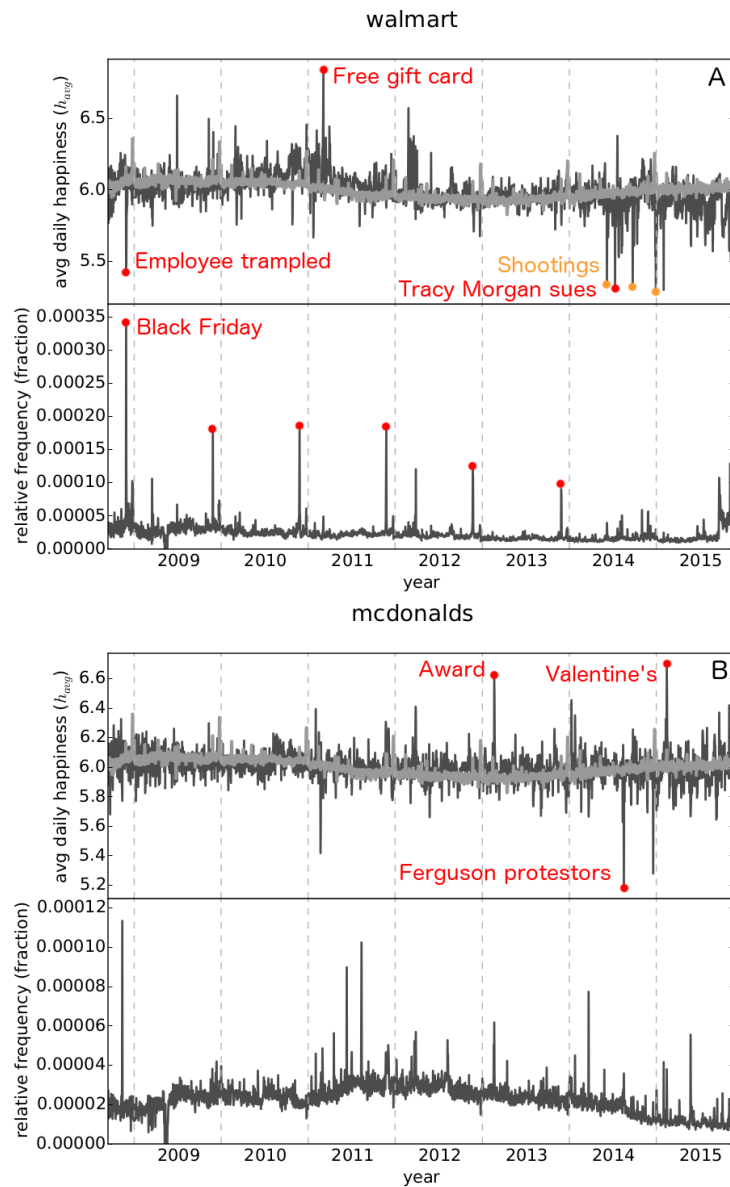 walmart
A
avg daily happiness (h_avg)
6.5
6.0
5.5
Free gift card
Employee trampled
Shootings
Tracy Morgan sues
relative frequency (fraction)
0.00035
0.00030
0.00025
0.00020
0.00015
0.00010
0.00005
0.00000
Black Friday
2009 2010 2011 2012 2013 2014 2015
year
mcdonalds
B
avg daily happiness (h_avg)
6.6
6.4
6.2
6.0
5.8
5.6
5.4
5.2
Award
Valentine's
Ferguson protestors
relative frequency (fraction)
0.00012
0.00010
0.00008
0.00006
0.00004
0.00002
0.00000
2009 2010 2011 2012 2013 2014 2015
year